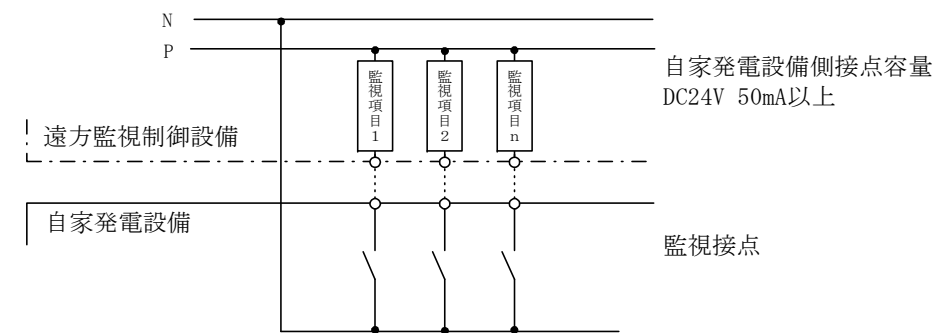 N
P
監視項目1
監視項目2
監視項目n
自家発電設備側接点容量
DC24V 50mA以上
遠方監視制御設備
自家発電設備
監視接点